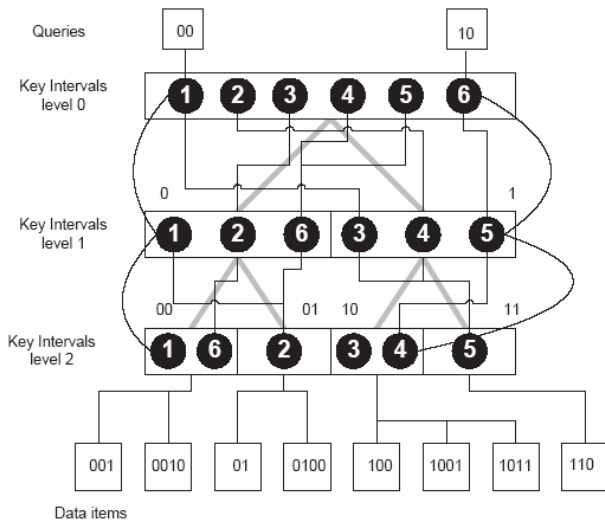 Queries 00 10
Key Intervals
level 0
1 2 3 4 5 6
0 1
Key Intervals
level 1
1 2 6 3 4 5
00 01 10 11
Key Intervals
level 2
1 6 2 3 4 5
001 0010 01 0100 100 1001 1011 110
Data items